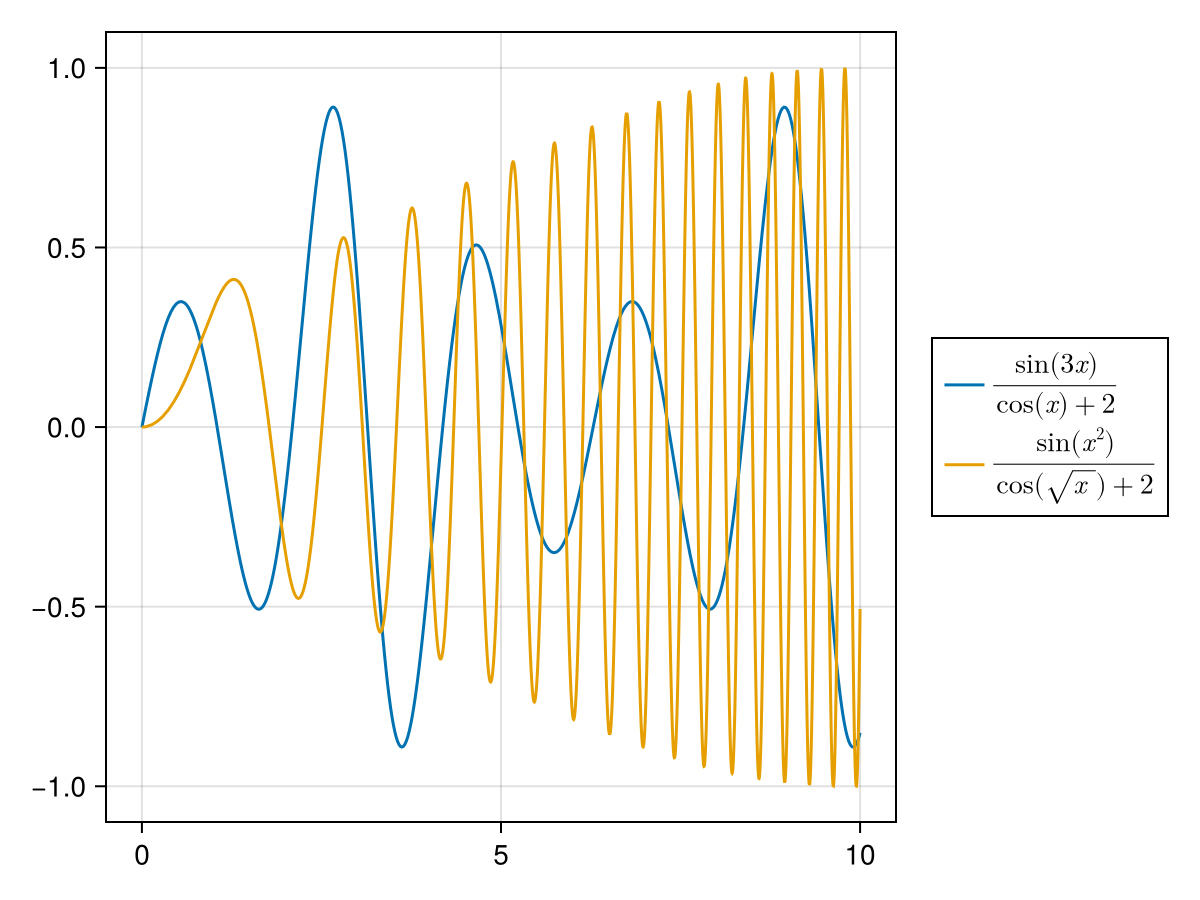 1.0
0.5
0.0
−0.5
−1.0
0 5 10
sin(3x)
cos(x) + 2
sin(x²)
cos(√x) + 2